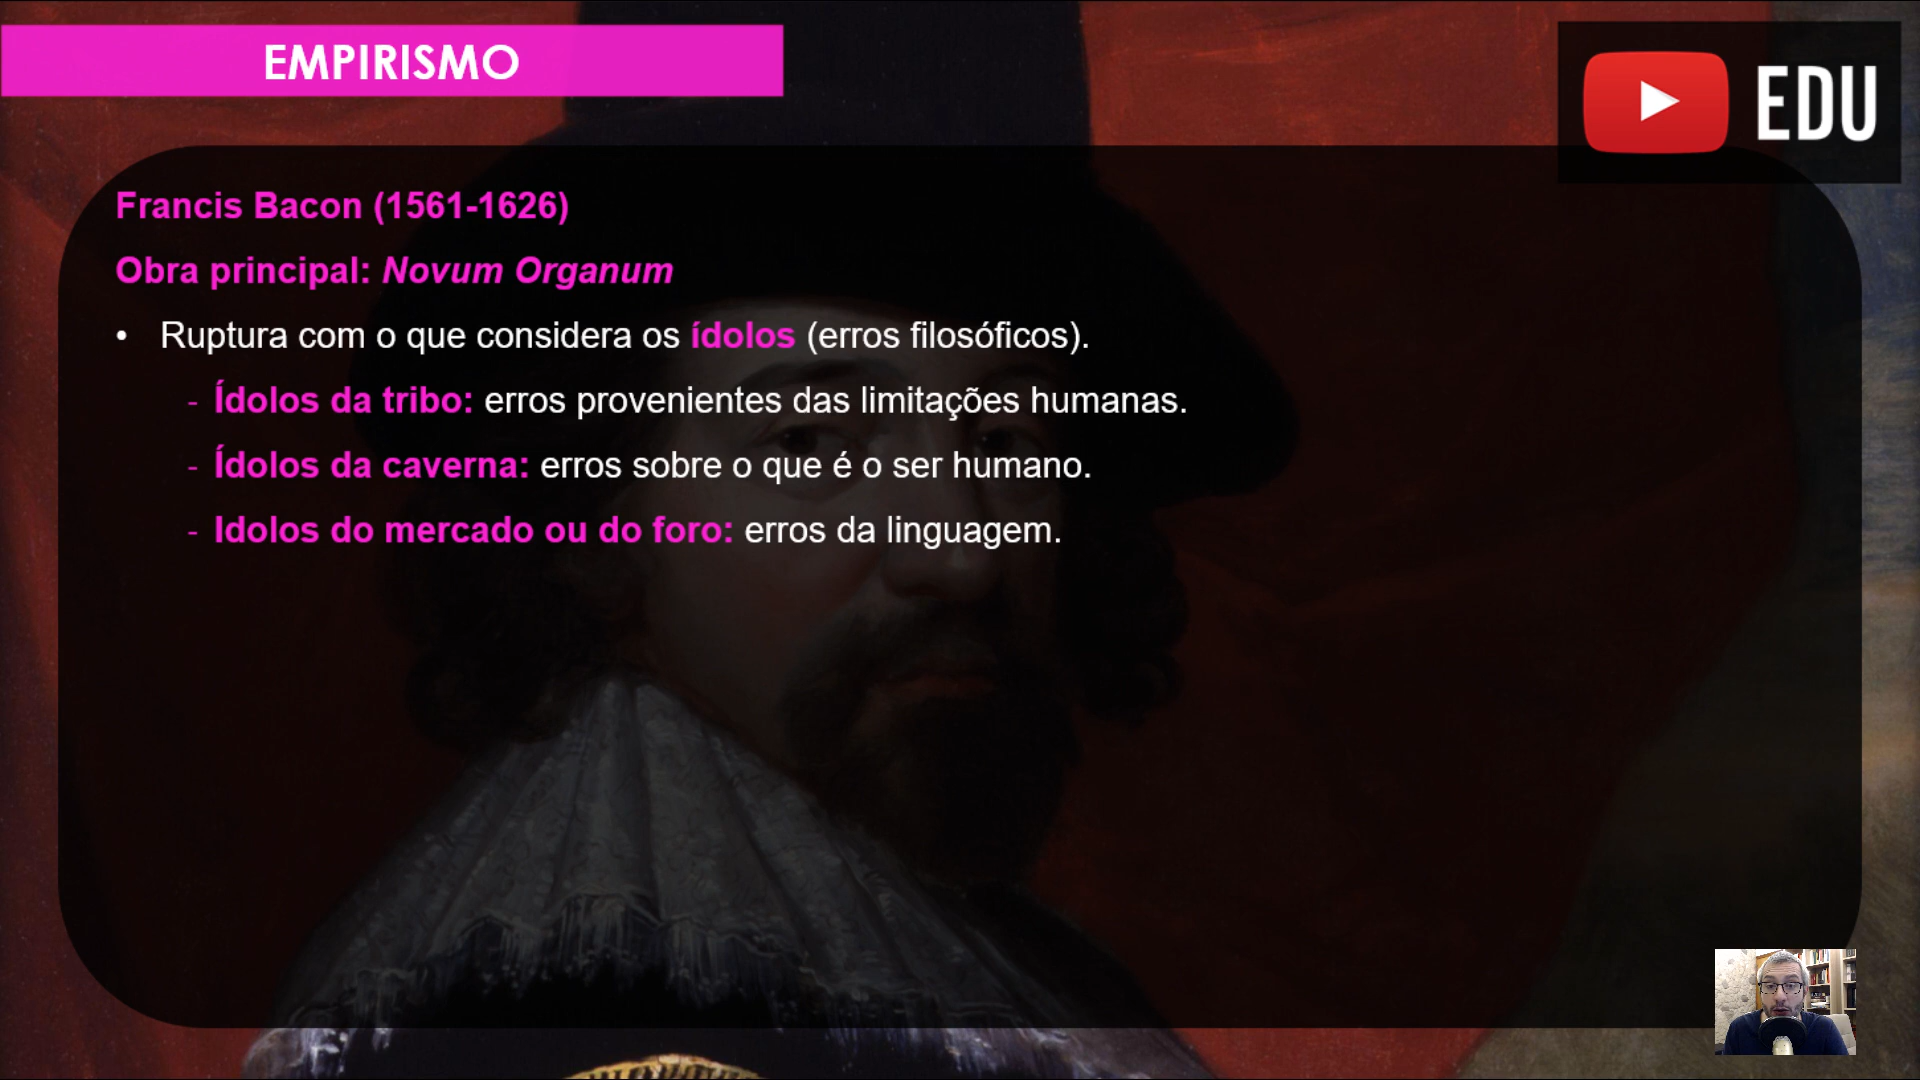 EMPIRISMO
EDU
Francis Bacon (1561-1626)
Obra principal: Novum Organum
• Ruptura com o que considera os ídolos (erros filosóficos).
- Ídolos da tribo: erros provenientes das limitações humanas.
- Ídolos da caverna: erros sobre o que é o ser humano.
- Idolos do mercado ou do foro: erros da linguagem.